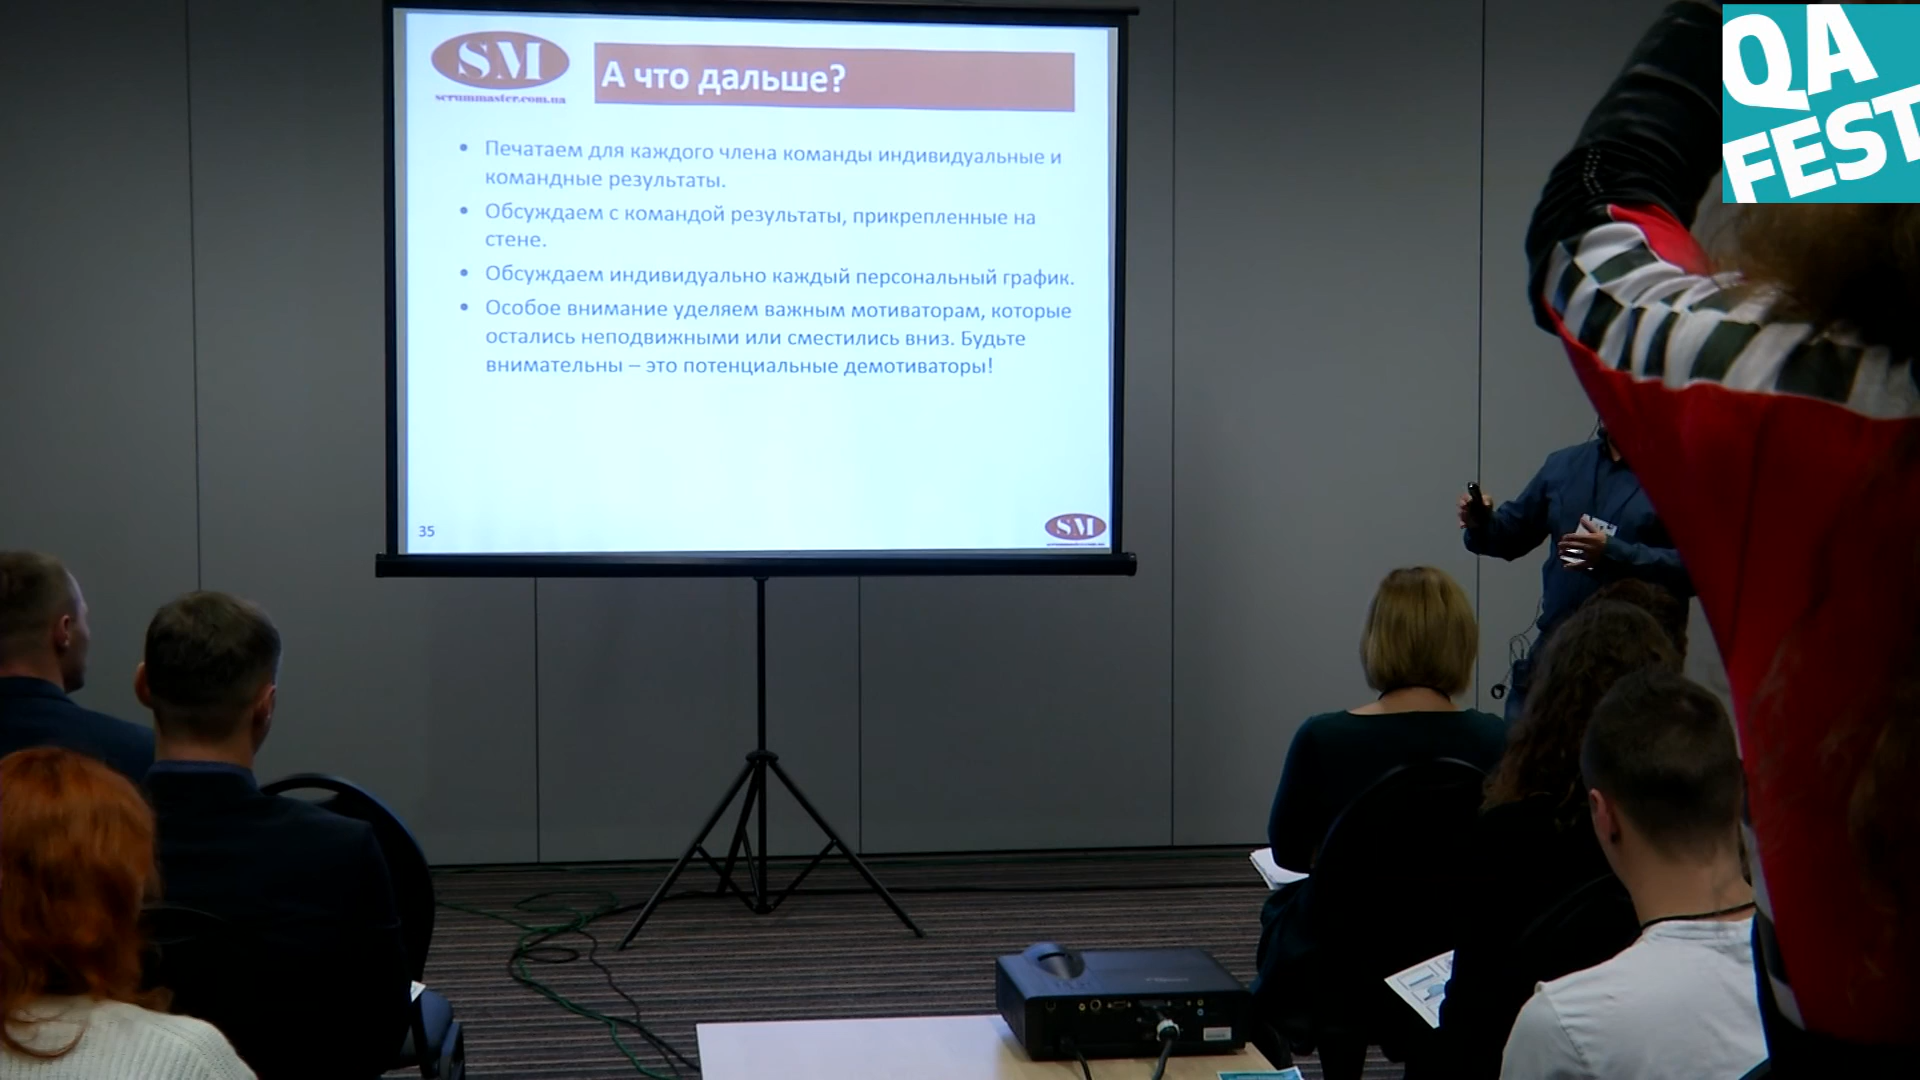 QA
FEST
SM
scrummaster.com.ua
А что дальше?
• Печатаем для каждого члена команды индивидуальные и
командные результаты.
• Обсуждаем с командой результаты, прикрепленные на
стене.
• Обсуждаем индивидуально каждый персональный график.
• Особое внимание уделяем важным мотиваторам, которые
остались неподвижными или сместились вниз. Будьте
внимательны – это потенциальные демотиваторы!
35
SM